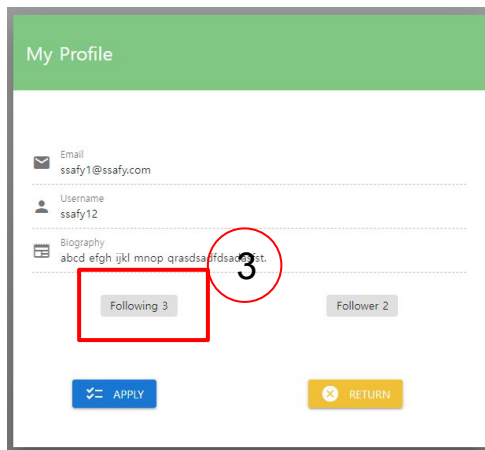 My Profile
Email
ssafy1@ssafy.com
Username
ssafy12
Biography
abcd efgh ijkl mnop qrasdsadfdsadasfst.
3
Following 3
Follower 2
APPLY
RETURN